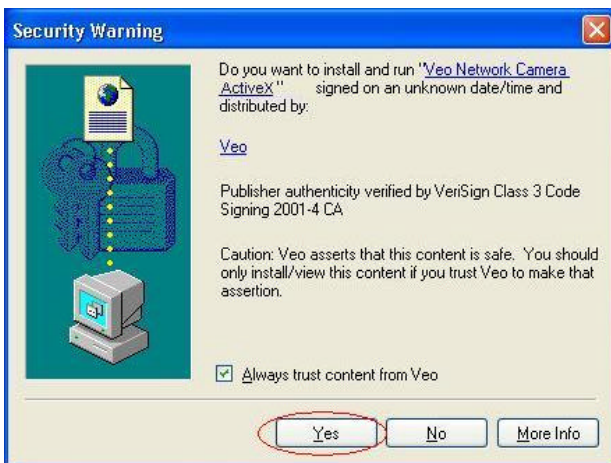 Security Warning
Do you want to install and run "Veo Network Camera
ActiveX" signed on an unknown date/time and
distributed by:
Veo
Publisher authenticity verified by VeriSign Class 3 Code
Signing 2001-4 CA
Caution: Veo asserts that this content is safe. You should
only install/view this content if you trust Veo to make that
assertion.
Always trust content from Veo
Yes No More Info